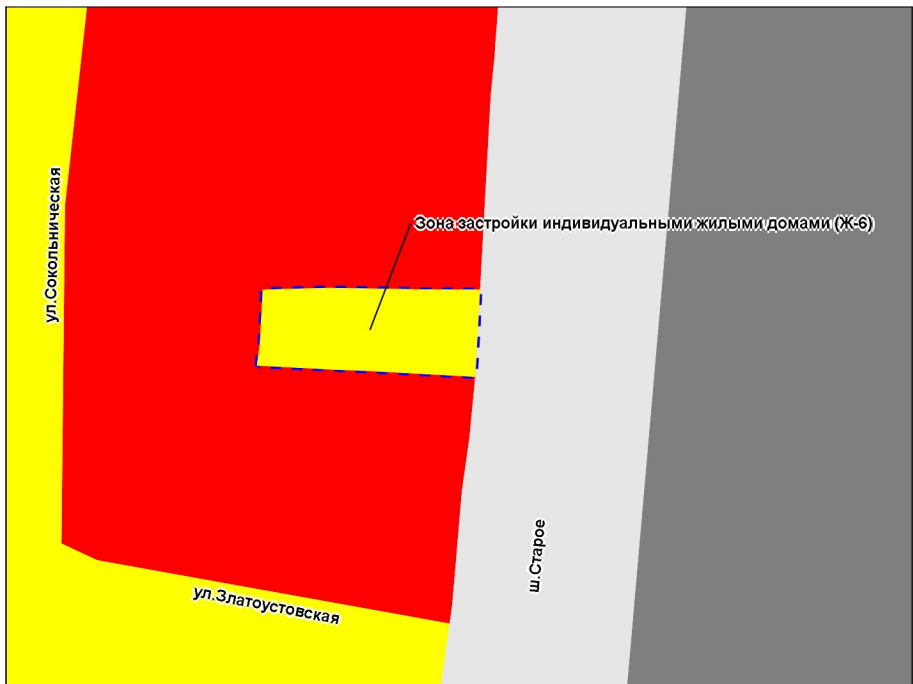 ул.Сокольническая
Зона застройки индивидуальными жилыми домами (Ж-6)
ш.Старое
ул.Златоустовская